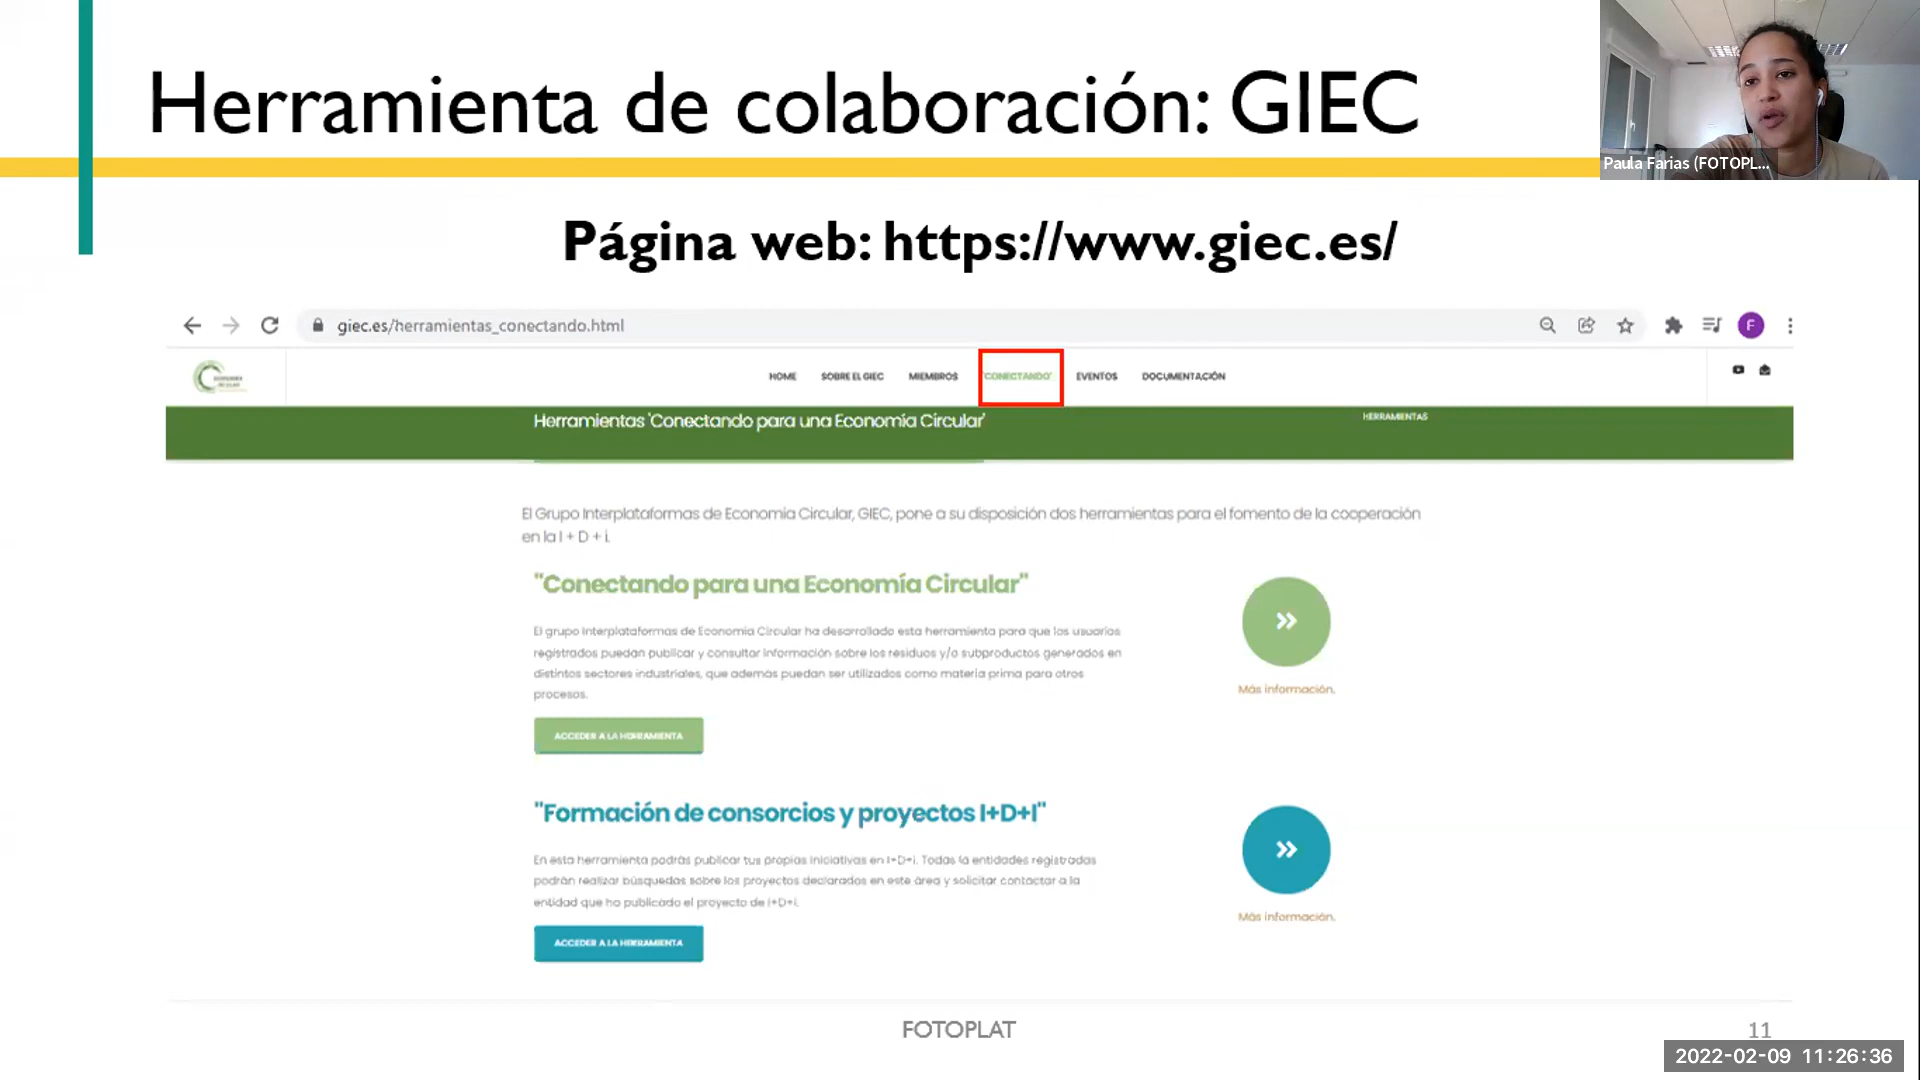 Herramienta de colaboración: GIEC
Paula Farias (FOTOPL...
Página web: https://www.giec.es/
giec.es/herramientas_conectando.html
F
HOME
SOBRE EL GIEC
MIEMBROS
'CONECTANDO'
EVENTOS
DOCUMENTACIÓN
Herramientas 'Conectando para una Economía Circular'
HERRAMIENTAS
El Grupo Interplataformas de Economía Circular, GIEC, pone a su disposición dos herramientas para el fomento de la cooperación
en la I + D + i.
"Conectando para una Economía Circular"
El grupo Interplataformas de Economía Circular ha desarrollado esta herramienta para que los usuarios
registrados puedan publicar y consultar información sobre los residuos y/o subproductos generados en
distintos sectores industriales, que además puedan ser utilizados como materia prima para otros
procesos.
Más información.
ACCEDER A LA HERRAMIENTA
"Formación de consorcios y proyectos I+D+I"
En esta herramienta podrás publicar tus propias iniciativas en I+D+i. Todas la entidades registradas
podrán realizar búsquedas sobre los proyectos declarados en este área y solicitar contactar a la
entidad que ha publicado el proyecto de I+D+i.
Más información.
ACCEDER A LA HERRAMIENTA
FOTOPLAT
11
2022-02-09 11:26:36